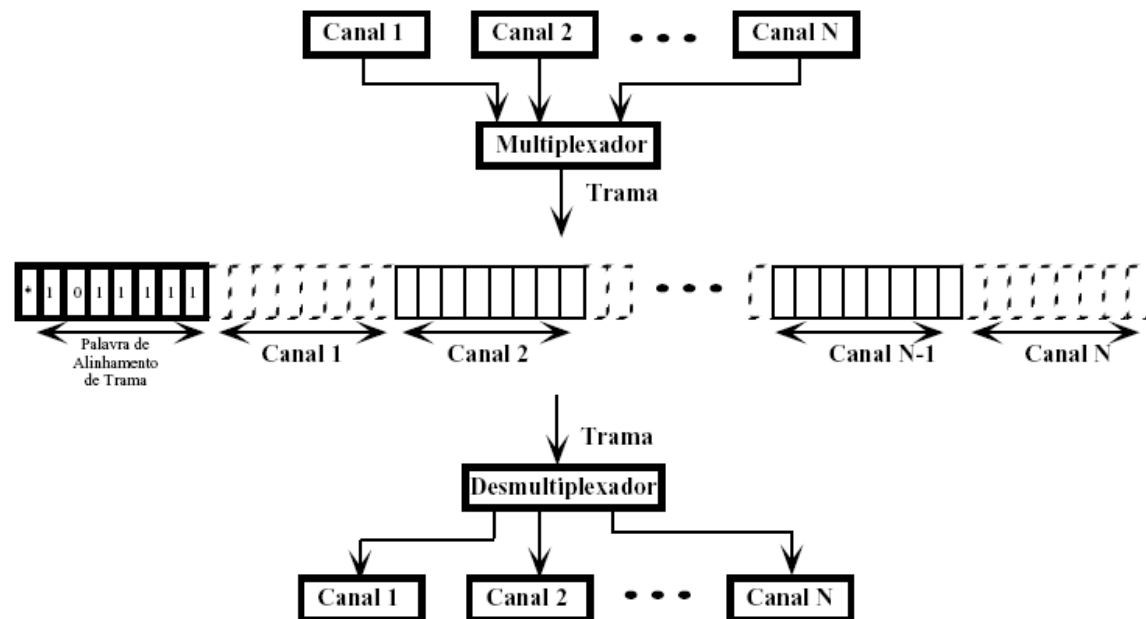 Canal 1 Canal 2 • • • Canal N
Multiplexador
Trama
* 1 0 1 1 1 1 1
Palavra de
Alinhamento
de Trama
Canal 1 Canal 2 • • • Canal N-1 Canal N
Trama
Desmultiplexador
Canal 1 Canal 2 • • • Canal N